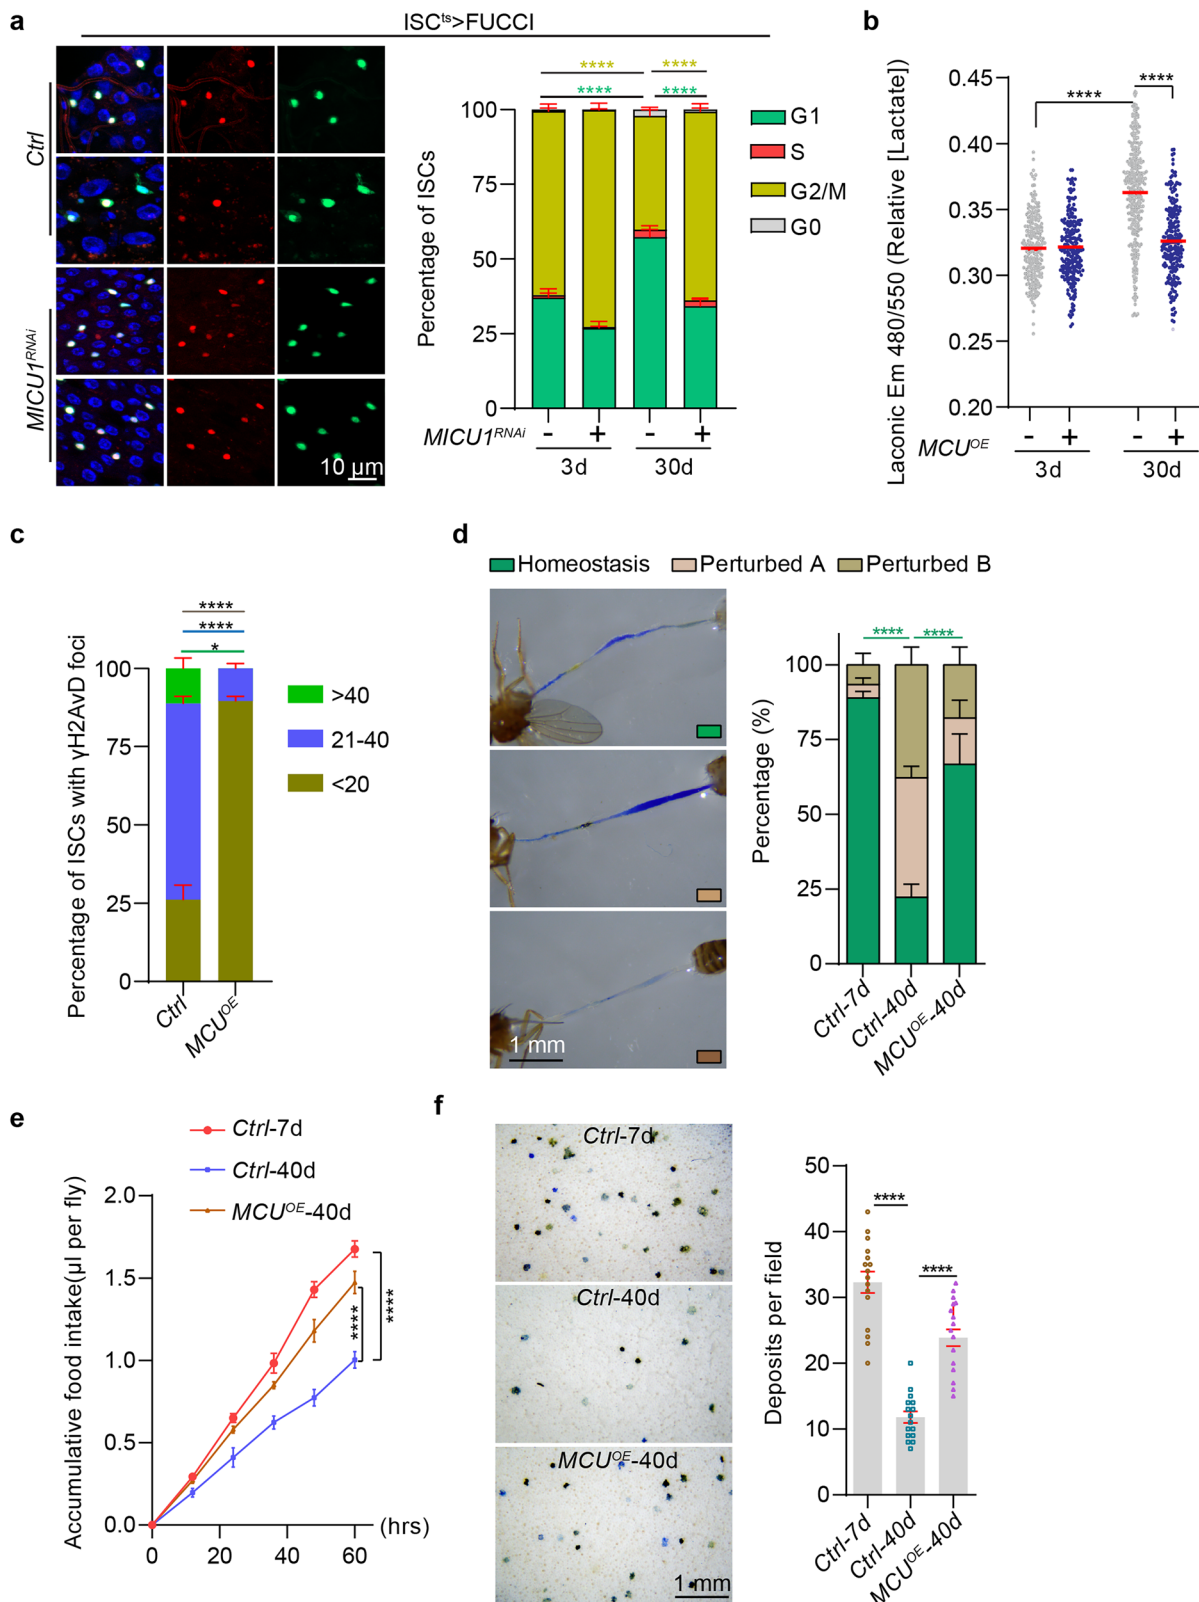 a
ISCts>FUCCI
Ctrl
MICU1RNAi
10 µm
**** ****
**** ****
Percentage of ISCs
100
75
50
25
0
G1
S
G2/M
G0
MICU1RNAi - + - +
3d 30d
b
Laconic Em 480/550 (Relative [Lactate])
0.45
0.40
0.35
0.30
0.25
0.20
****
****
MCUOE - + - +
3d 30d
c
Percentage of ISCs with γH2AvD foci
****
****
*
100
75
50
25
0
>40
21-40
<20
Ctrl
MCUOE
d
Homeostasis Perturbed A Perturbed B
1 mm
**** ****
Percentage (%)
100
75
50
25
0
Ctrl-7d
Ctrl-40d
MCUOE-40d
e
Ctrl-7d
Ctrl-40d
MCUOE-40d
Accumulative food intake(µl per fly)
2.0
1.5
1.0
0.5
0.0
0 20 40 60
(hrs)
****
****
f
Ctrl-7d
Ctrl-40d
MCUOE-40d
1 mm
Deposits per field
50
40
30
20
10
0
****
****
Ctrl-7d
Ctrl-40d
MCUOE-40d